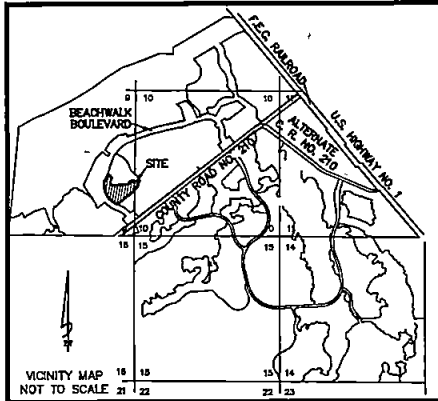 F.E.C. RAILROAD
U.S. HIGHWAY NO. 1
9 10
10
BEACHWALK
BOULEVARD
ALTERNATE
C. R. NO. 210
SITE
COUNTY ROAD NO. 210
16 15
10
15
11
14
VICINITY MAP
NOT TO SCALE
16 15
21 22
15 14
22 23